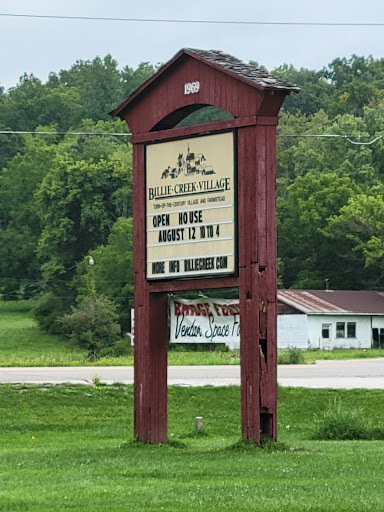 1969
BILLIE·CREEK·VILLAGE
TURN-OF-THE-CENTURY VILLAGE AND FARMSTEAD
OPEN HOUSE
AUGUST 12 10 TO 4
MORE INFO BILLIECREEK COM
Vendor Space